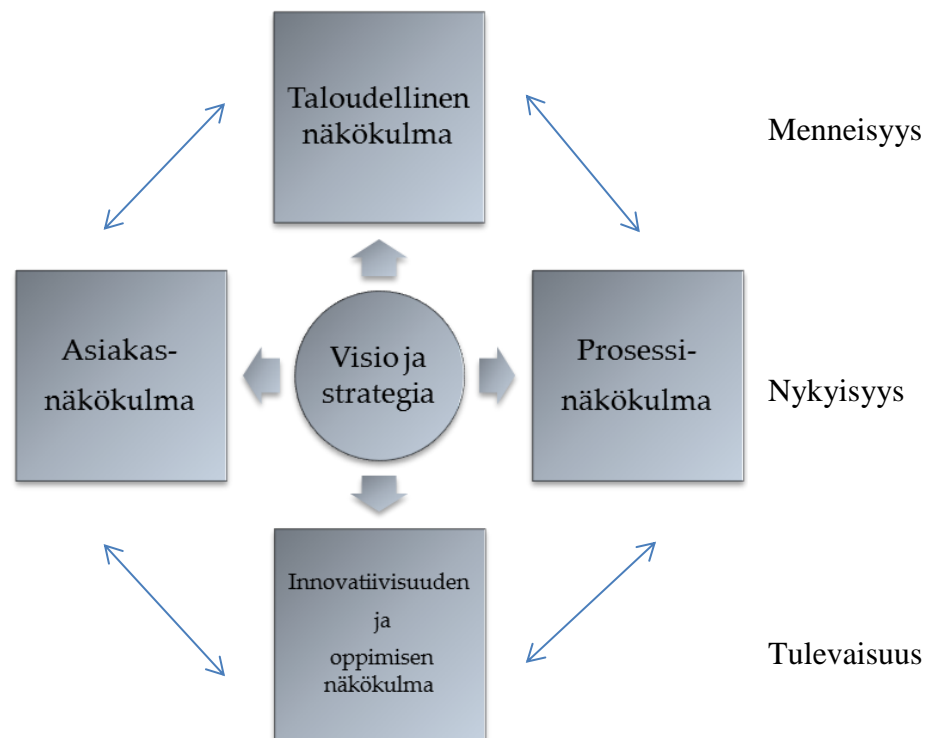 Taloudellinen
näkökulma
Menneisyys
Asiakas-
näkökulma
Visio ja
strategia
Prosessi-
näkökulma
Nykyisyys
Innovatiivisuuden
ja
oppimisen
näkökulma
Tulevaisuus